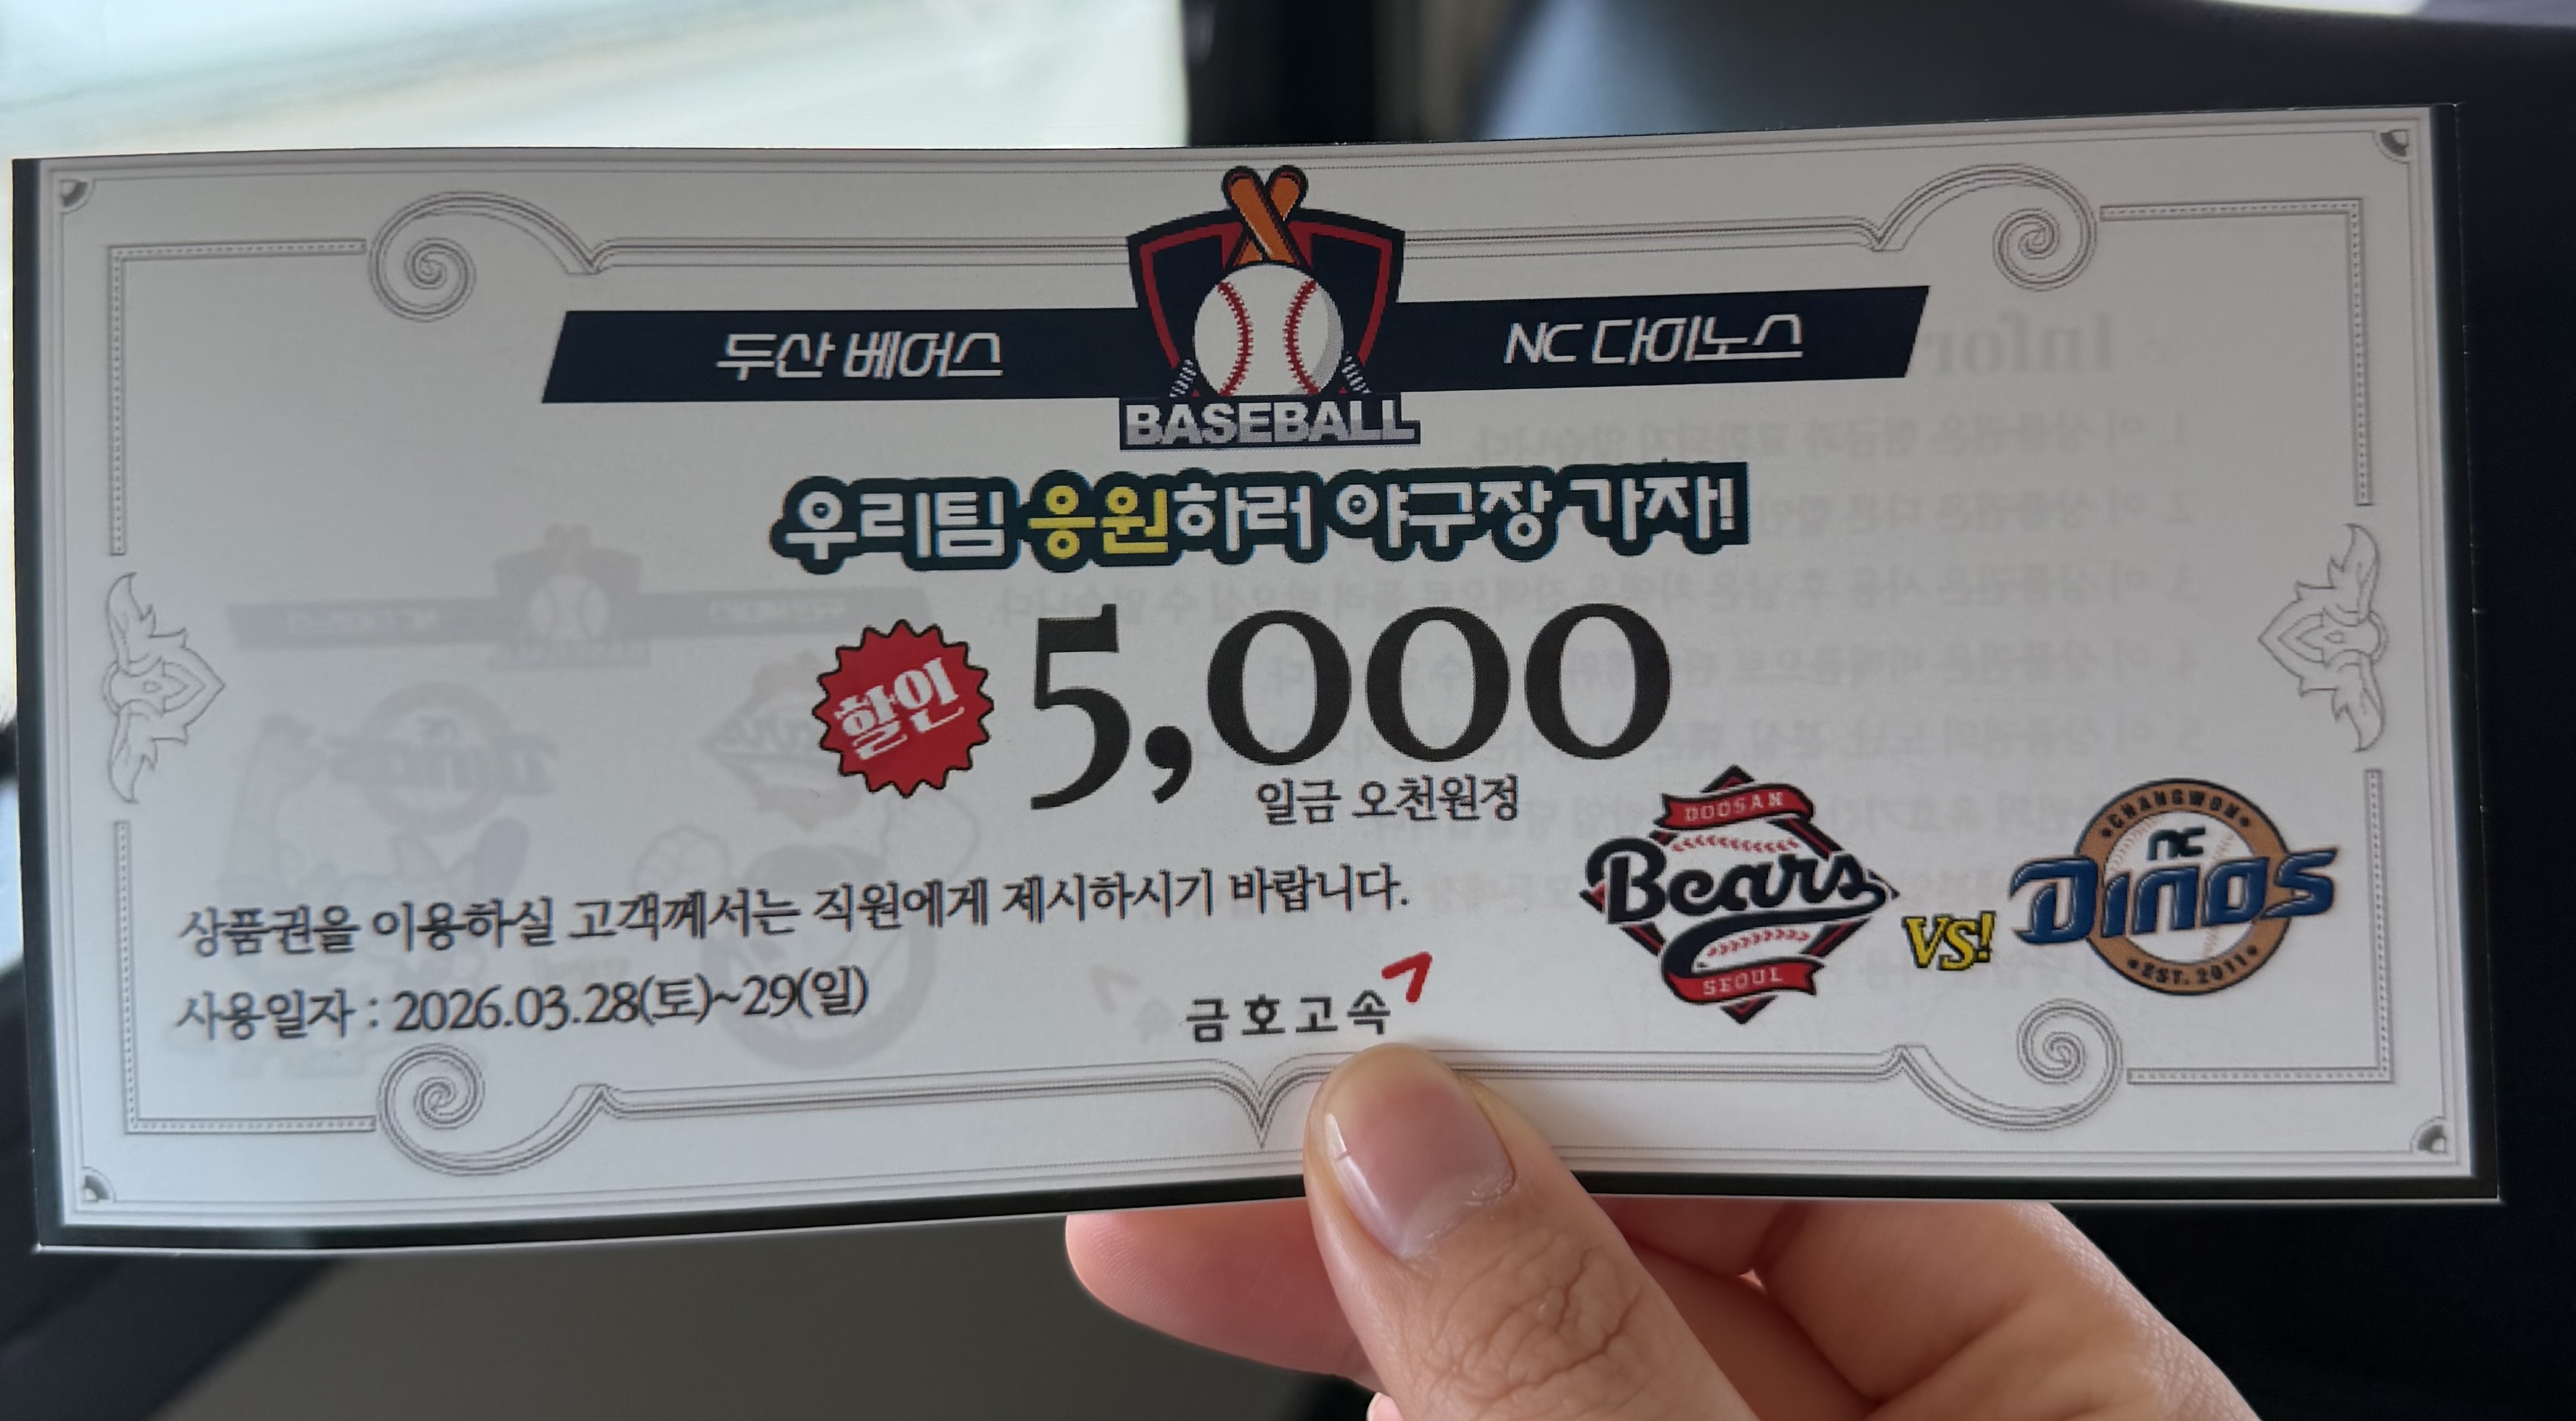 두산 베어스
NC 다이노스
BASEBALL
우리팀 응원하러 야구장 가자!
할인
5,000
일금 오천원정
상품권을 이용하실 고객께서는 직원에게 제시하시기 바랍니다.
사용일자 : 2026.03.28(토)~29(일)
금호고속
DOOSAN
Bears
SEOUL
VS!
CHANGWON
NC
DINOS
EST. 2011